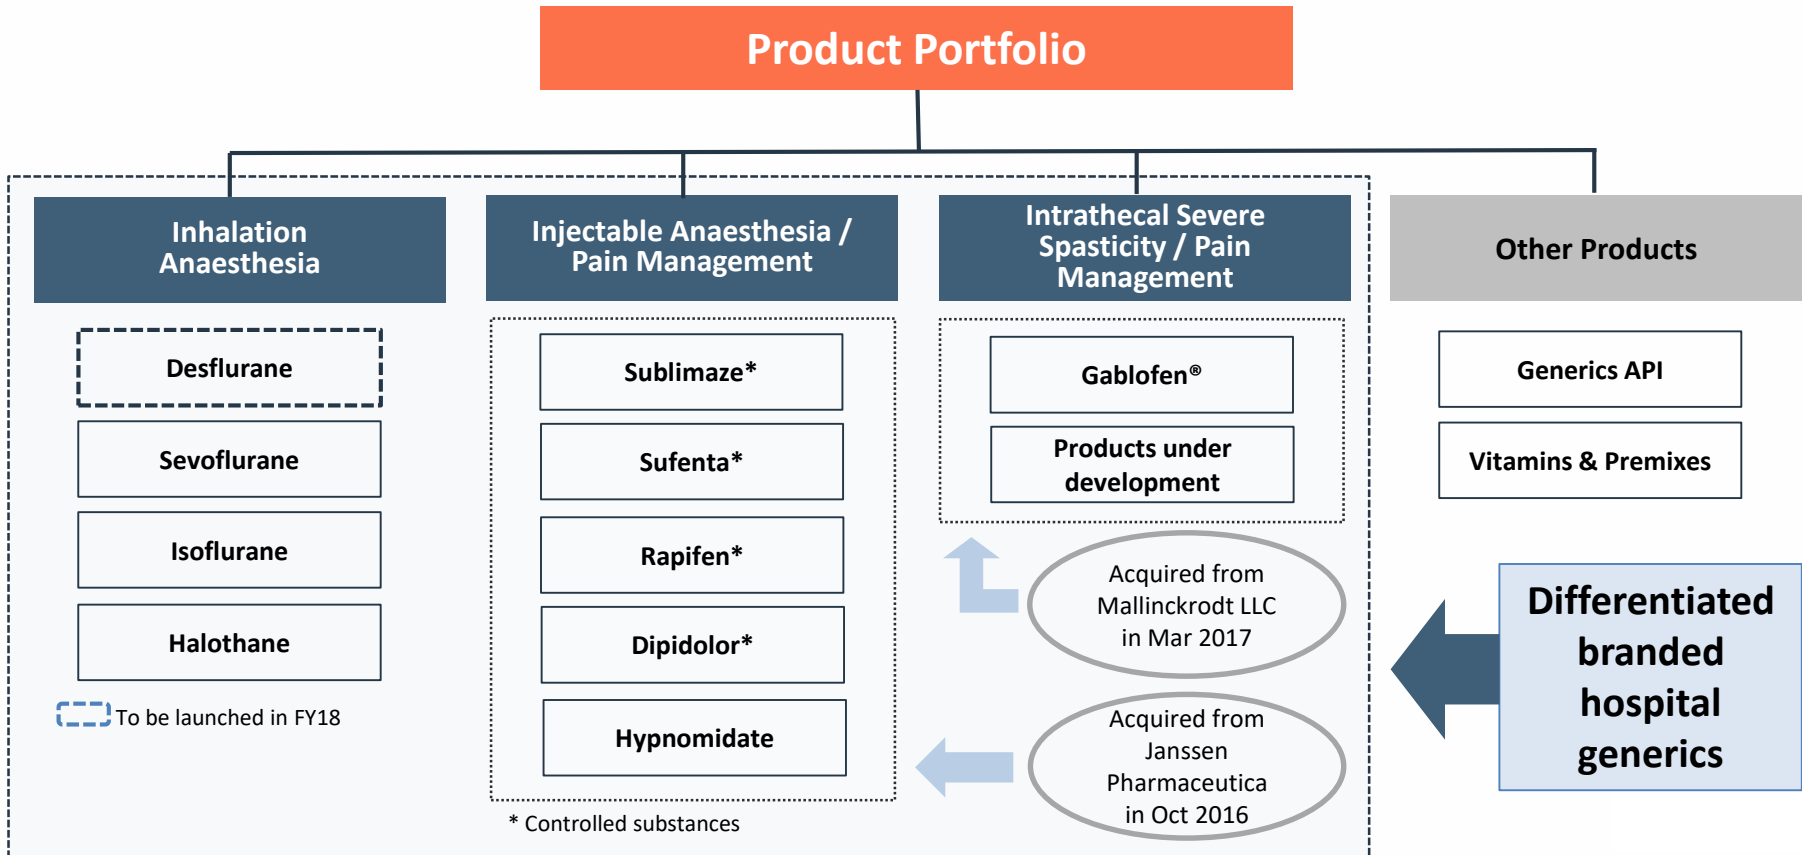 Product Portfolio
Inhalation
Anaesthesia
Desflurane
Sevoflurane
Isoflurane
Halothane
To be launched in FY18
Injectable Anaesthesia /
Pain Management
Sublimaze*
Sufenta*
Rapifen*
Dipidolor*
Hypnomidate
* Controlled substances
Intrathecal Severe
Spasticity / Pain
Management
Gablofen®
Products under
development
Acquired from
Mallinckrodt LLC
in Mar 2017
Acquired from
Janssen
Pharmaceutica
in Oct 2016
Other Products
Generics API
Vitamins & Premixes
Differentiated
branded
hospital
generics